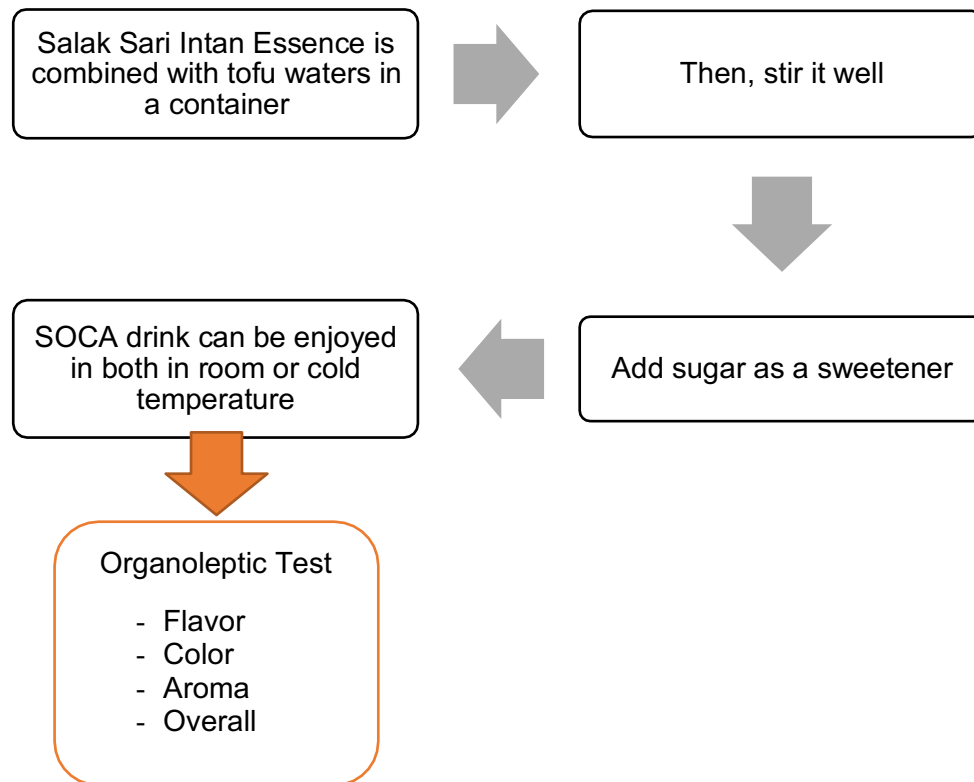 Salak Sari Intan Essence is
combined with tofu waters in
a container
Then, stir it well
Add sugar as a sweetener
SOCA drink can be enjoyed
in both in room or cold
temperature
Organoleptic Test
- Flavor
- Color
- Aroma
- Overall